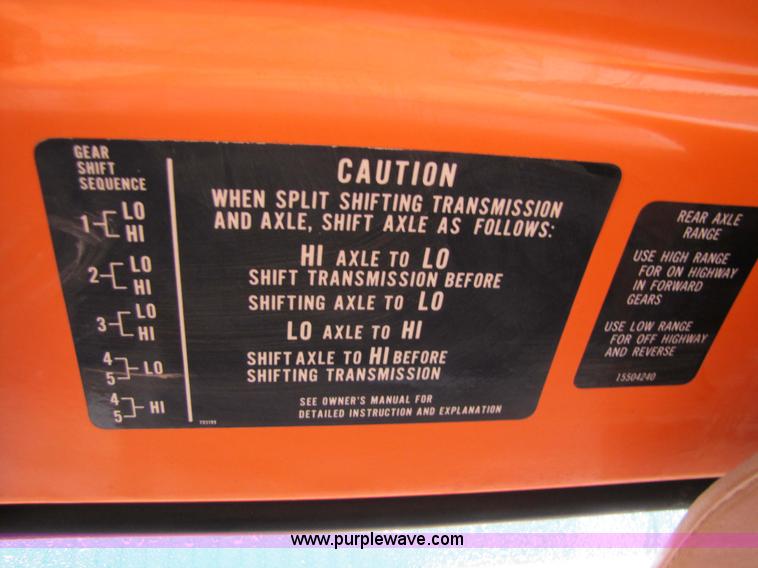 GEAR
SHIFT
SEQUENCE
1 LO
HI
2 LO
HI
3 LO
HI
4
5 LO
4
5 HI
CAUTION
WHEN SPLIT SHIFTING TRANSMISSION
AND AXLE, SHIFT AXLE AS FOLLOWS:
HI AXLE TO LO
SHIFT TRANSMISSION BEFORE
SHIFTING AXLE TO LO
LO AXLE TO HI
SHIFT AXLE TO HI BEFORE
SHIFTING TRANSMISSION
SEE OWNER'S MANUAL FOR
DETAILED INSTRUCTION AND EXPLANATION
REAR AXLE
RANGE
USE HIGH RANGE
FOR ON HIGHWAY
IN FORWARD
GEARS
USE LOW RANGE
FOR OFF HIGHWAY
AND REVERSE
15504240
www.purplewave.com